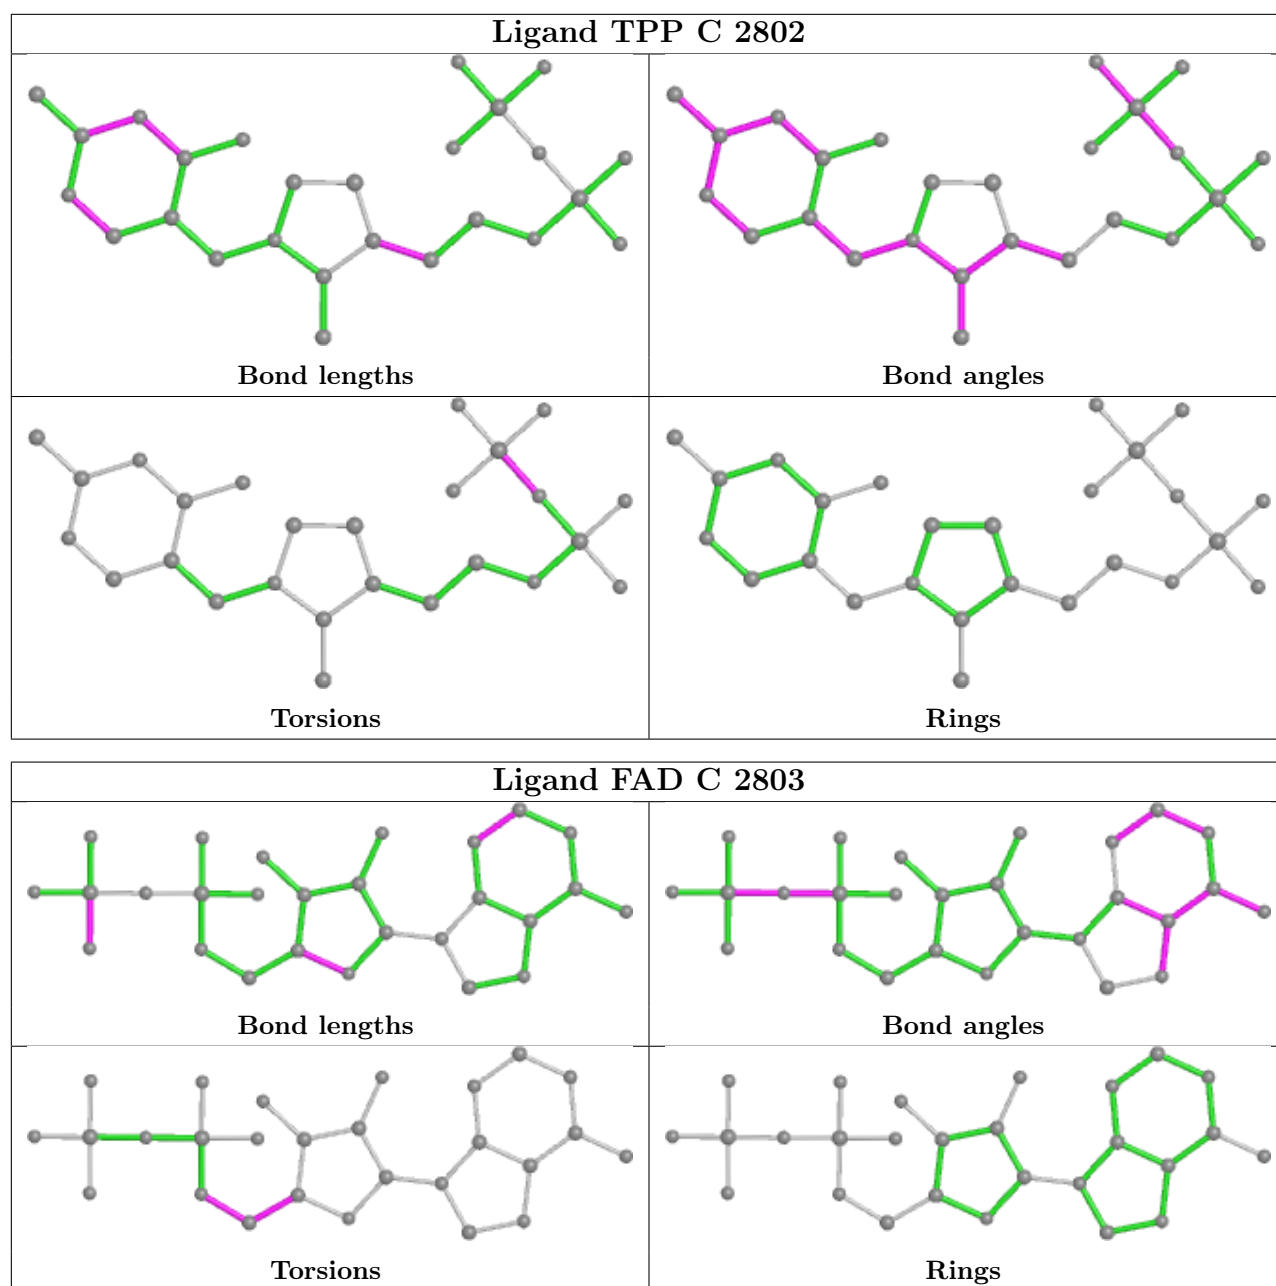 Ligand TPP C 2802
Bond lengths
Bond angles
Torsions
Rings
Ligand FAD C 2803
Bond lengths
Bond angles
Torsions
Rings